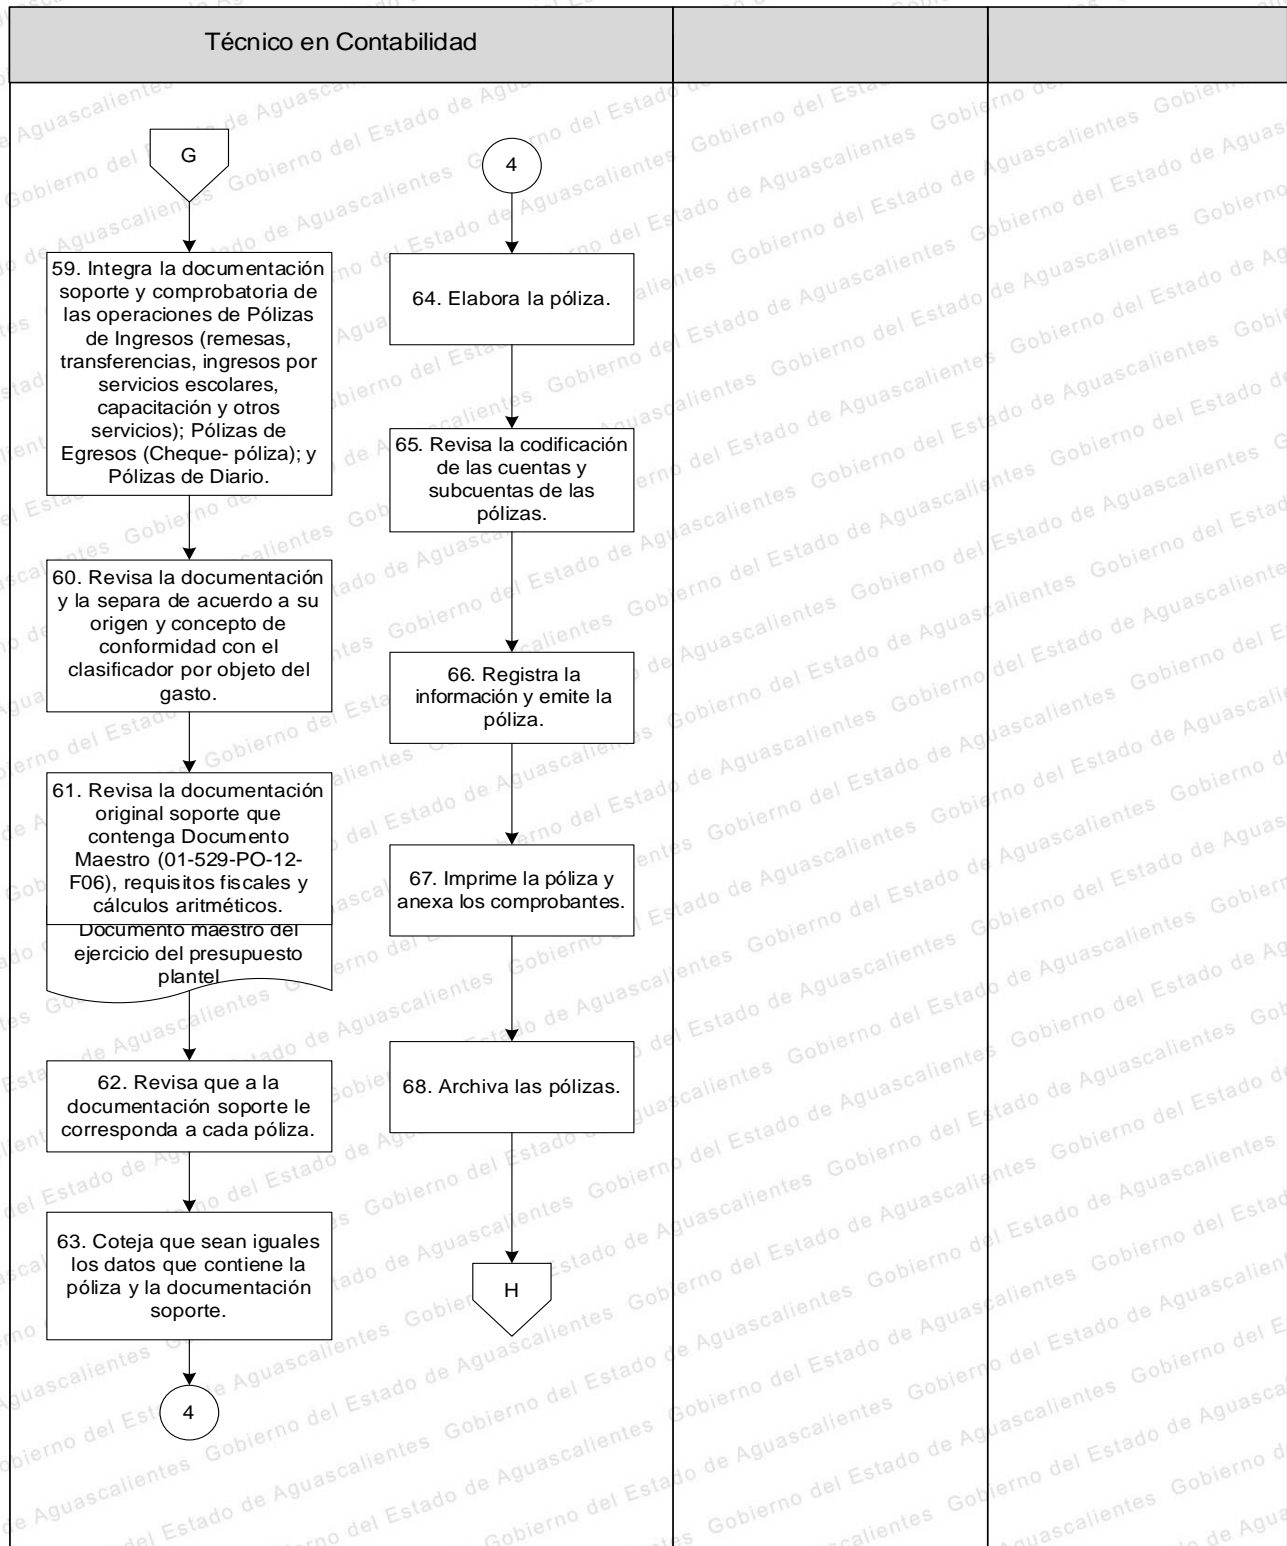 Técnico en Contabilidad
G
59. Integra la documentación
soporte y comprobatoria de
las operaciones de Pólizas
de Ingresos (remesas,
transferencias, ingresos por
servicios escolares,
capacitación y otros
servicios); Pólizas de
Egresos (Cheque- póliza); y
Pólizas de Diario.
60. Revisa la documentación
y la separa de acuerdo a su
origen y concepto de
conformidad con el
clasificador por objeto del
gasto.
61. Revisa la documentación
original soporte que
contenga Documento
Maestro (01-529-PO-12-
F06), requisitos fiscales y
cálculos aritméticos.
Documento maestro del
ejercicio del presupuesto
plantel
62. Revisa que a la
documentación soporte le
corresponda a cada póliza.
63. Coteja que sean iguales
los datos que contiene la
póliza y la documentación
soporte.
4
4
64. Elabora la póliza.
65. Revisa la codificación
de las cuentas y
subcuentas de las
pólizas.
66. Registra la
información y emite la
póliza.
67. Imprime la póliza y
anexa los comprobantes.
68. Archiva las pólizas.
H
Gobierno del Estado de Aguascalientes